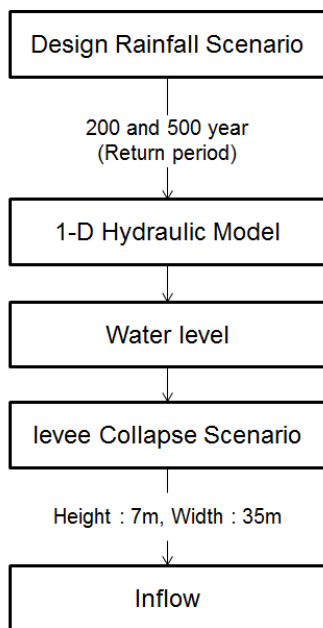 Design Rainfall Scenario
200 and 500 year
(Return period)
1-D Hydraulic Model
Water level
levee Collapse Scenario
Height : 7m, Width : 35m
Inflow